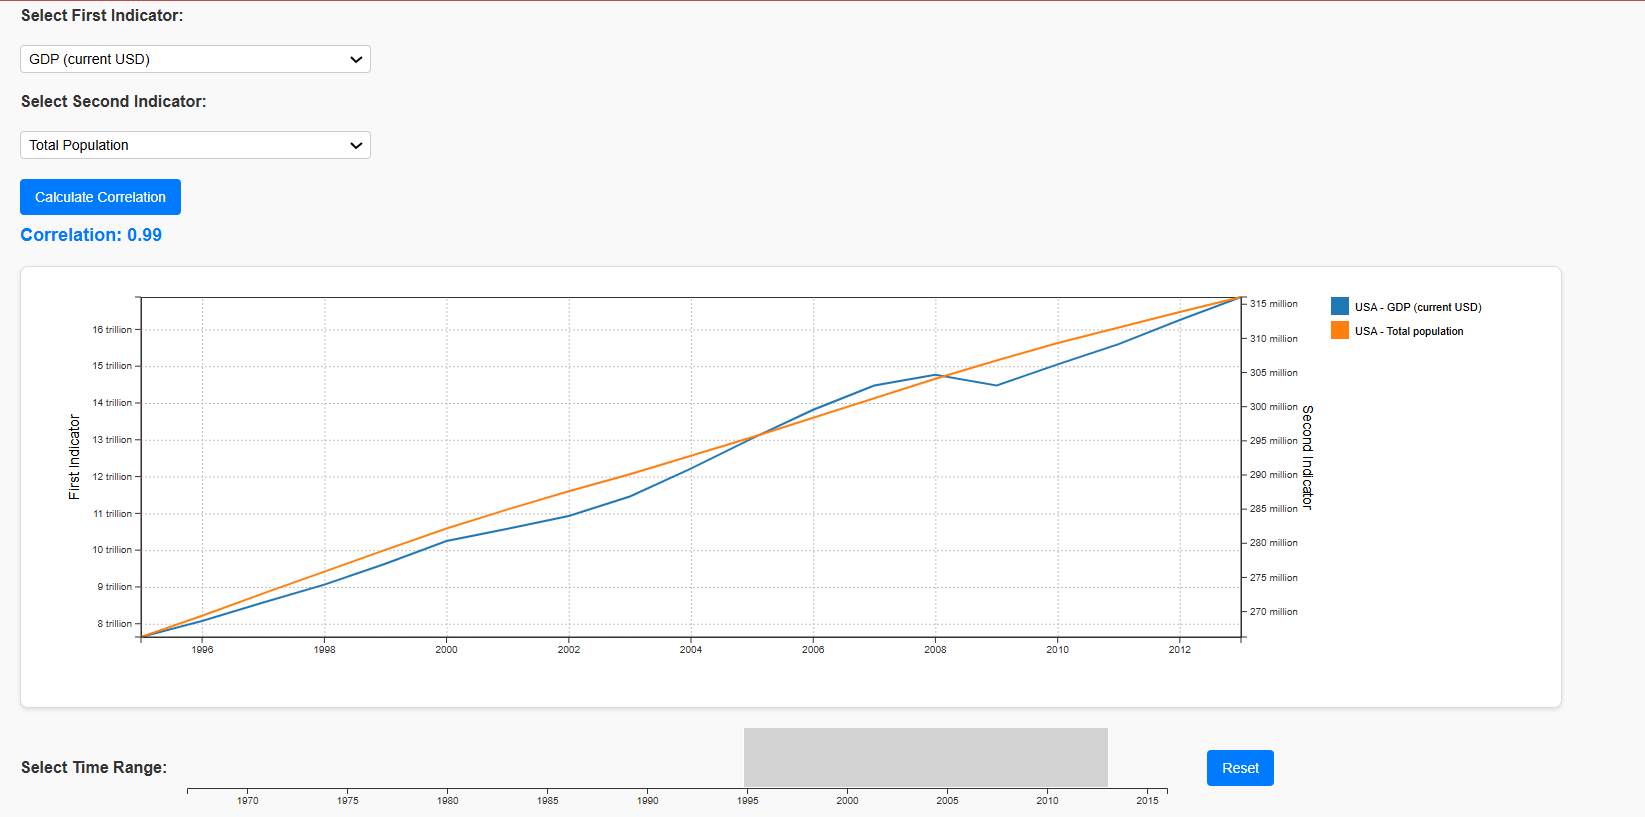 Select First Indicator:
GDP (current USD)
Select Second Indicator:
Total Population
Calculate Correlation
Correlation: 0.99
16 trillion
15 trillion
14 trillion
13 trillion
12 trillion
11 trillion
10 trillion
9 trillion
8 trillion
First Indicator
1996 1998 2000 2002 2004 2006 2008 2010 2012
315 million
310 million
305 million
300 million
295 million
290 million
285 million
280 million
275 million
270 million
Second Indicator
USA - GDP (current USD)
USA - Total population
Select Time Range:
1970 1975 1980 1985 1990 1995 2000 2005 2010 2015
Reset